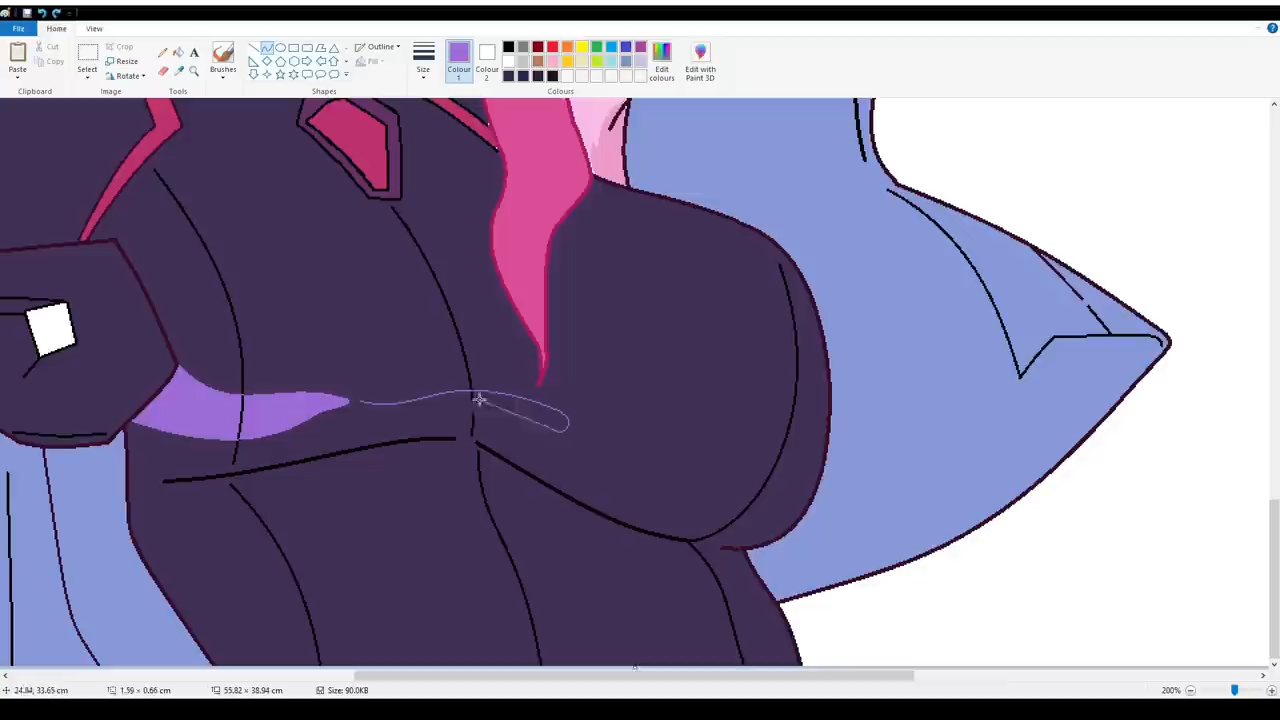 File Home View
Paste
Cut
Copy
Clipboard
Select
Crop
Resize
Rotate
Image
Tools
Brushes
Outline
Fill
Shapes
Size
Colour 1
Colour 2
Edit colours
Edit with Paint 3D
Colours
24.84, 33.65 cm 1.59 × 0.66 cm 55.82 × 38.94 cm Size: 90.0KB 200%